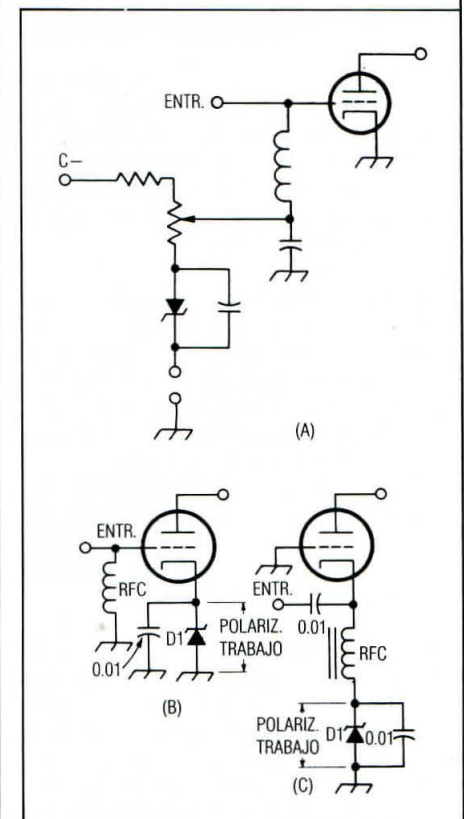 ENTR.
C–
(A)
ENTR.
RFC
0.01
D1
POLARIZ.
TRABAJO
(B)
ENTR.
0.01
RFC
POLARIZ.
TRABAJO
D1
0.01
(C)